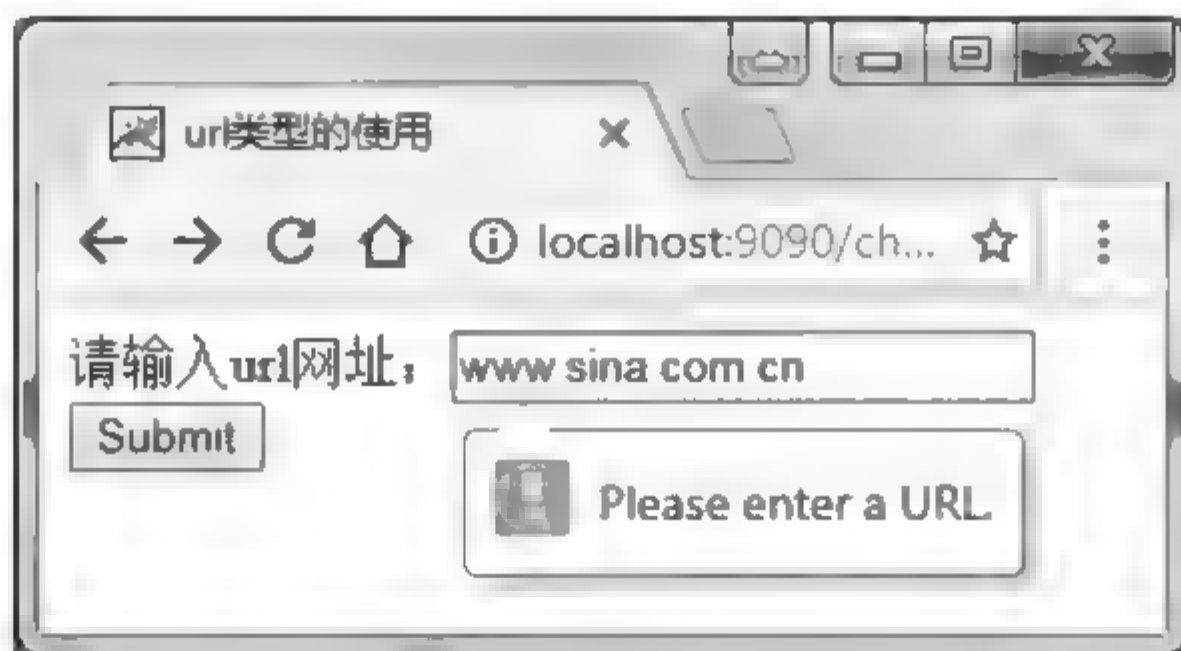 url类型的使用
localhost:9090/ch...
请输入url网址：
www sina com cn
Submit
Please enter a URL.